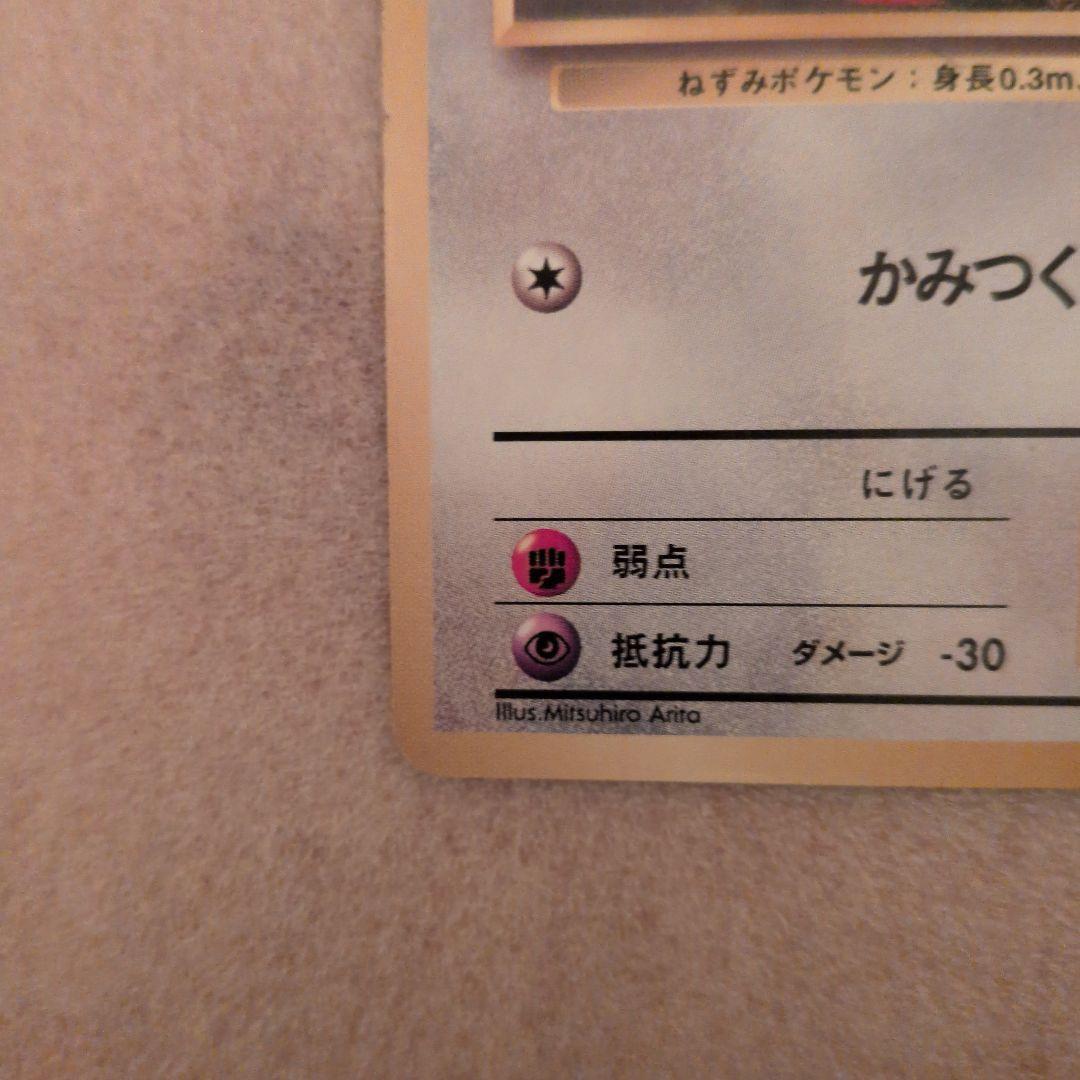 ねずみポケモン：身長0.3m.
かみつく
にげる
弱点
抵抗力 ダメージ -30
Illus.Mitsuhiro Arita